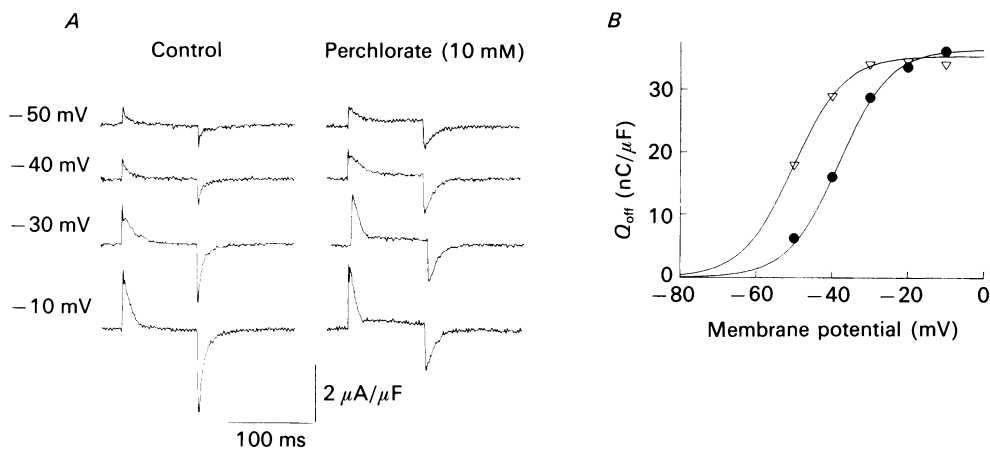 A
Control
Perchlorate (10 mM)
−50 mV
−40 mV
−30 mV
−10 mV
2 μA/μF
100 ms
B
30
20
10
0
Q_off (nC/μF)
−80
−60
−40
−20
0
Membrane potential (mV)